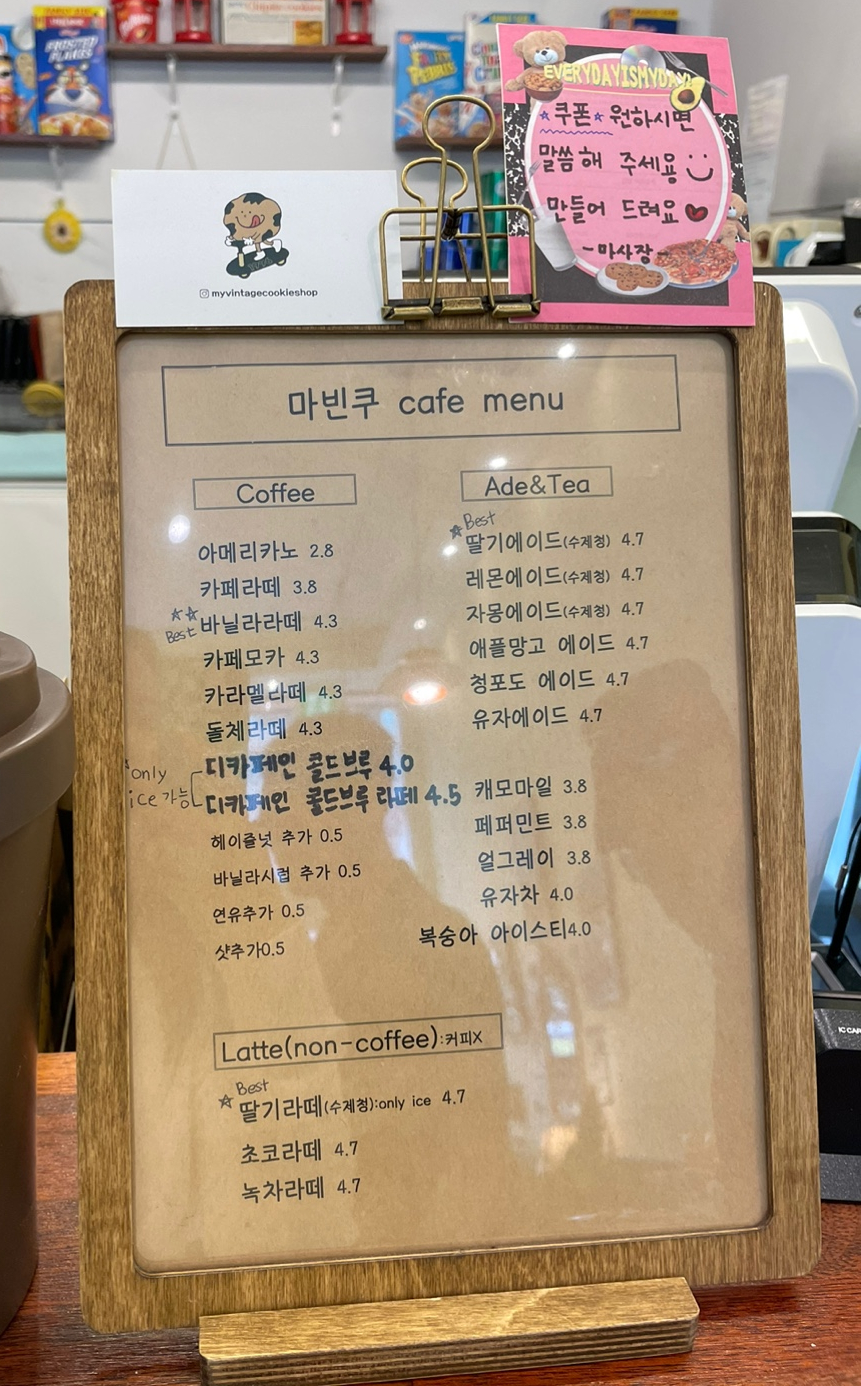 FROSTED FLAKES
FRUITY PEBBLES
EVERYDAYISMYDAY!
☆쿠폰☆ 원하시면
말씀해 주세용
만들어 드려요
-마사장-
myvintagecookieshop
마빈쿠 cafe menu
Coffee
아메리카노 2.8
카페라떼 3.8
☆☆
Best 바닐라라떼 4.3
카페모카 4.3
카라멜라떼 4.3
돌체라떼 4.3
only
ice 가능
디카페인 콜드브루 4.0
디카페인 콜드브루 라떼 4.5
헤이즐넛 추가 0.5
바닐라시럽 추가 0.5
연유추가 0.5
샷추가0.5
Ade&Tea
☆Best
딸기에이드(수제청) 4.7
레몬에이드(수제청) 4.7
자몽에이드(수제청) 4.7
애플망고 에이드 4.7
청포도 에이드 4.7
유자에이드 4.7
캐모마일 3.8
페퍼민트 3.8
얼그레이 3.8
유자차 4.0
복숭아 아이스티4.0
Latte(non-coffee):커피X
☆Best
딸기라떼(수제청):only ice 4.7
초코라떼 4.7
녹차라떼 4.7